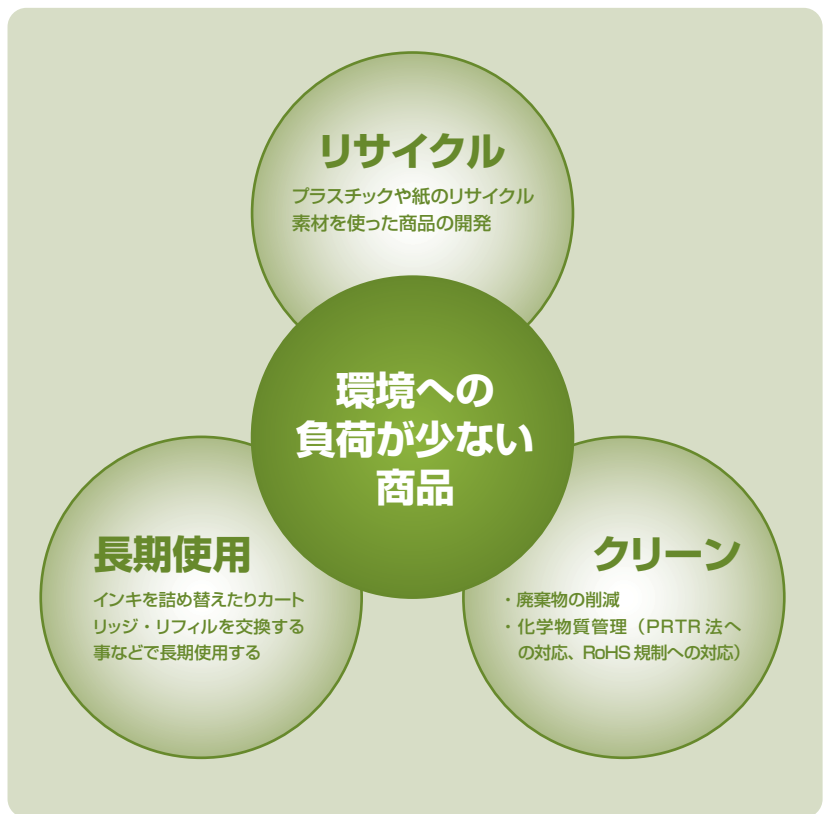 リサイクル
プラスチックや紙のリサイクル
素材を使った商品の開発
環境への
負荷が少ない
商品
長期使用
インキを詰め替えたりカート
リッジ・リフィルを交換する
事などで長期使用する
クリーン
・廃棄物の削減
・化学物質管理（PRTR 法へ
の対応、RoHS 規制への対応）